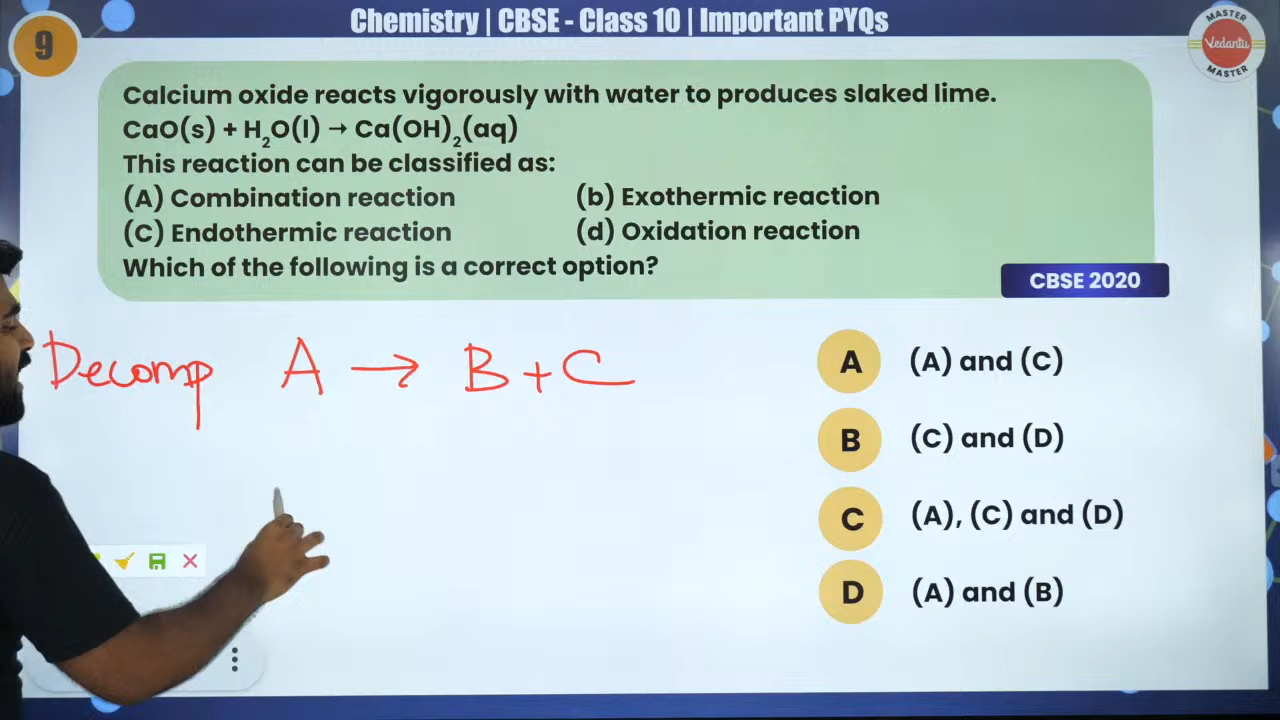 Chemistry | CBSE - Class 10 | Important PYQs
9
MASTER
Vedantu
MASTER
Calcium oxide reacts vigorously with water to produces slaked lime.
CaO(s) + H₂O(l) → Ca(OH)₂(aq)
This reaction can be classified as:
(A) Combination reaction (b) Exothermic reaction
(C) Endothermic reaction (d) Oxidation reaction
Which of the following is a correct option?
CBSE 2020
Decomp A → B + C
A (A) and (C)
B (C) and (D)
C (A), (C) and (D)
D (A) and (B)